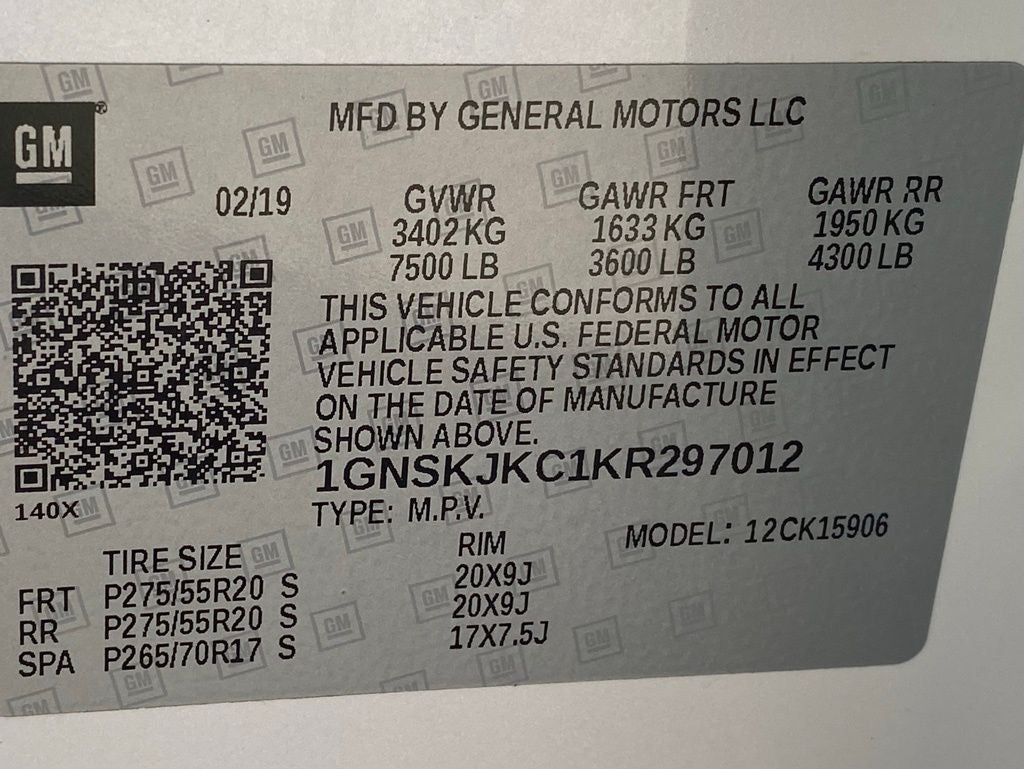 GM®
MFD BY GENERAL MOTORS LLC
02/19 GVWR GAWR FRT GAWR RR
3402 KG 1633 KG 1950 KG
7500 LB 3600 LB 4300 LB
THIS VEHICLE CONFORMS TO ALL
APPLICABLE U.S. FEDERAL MOTOR
VEHICLE SAFETY STANDARDS IN EFFECT
ON THE DATE OF MANUFACTURE
SHOWN ABOVE.
1GNSKJKC1KR297012
140X
TYPE: M.P.V. MODEL: 12CK15906
TIRE SIZE RIM
FRT P275/55R20 S 20X9J
RR P275/55R20 S 20X9J
SPA P265/70R17 S 17X7.5J